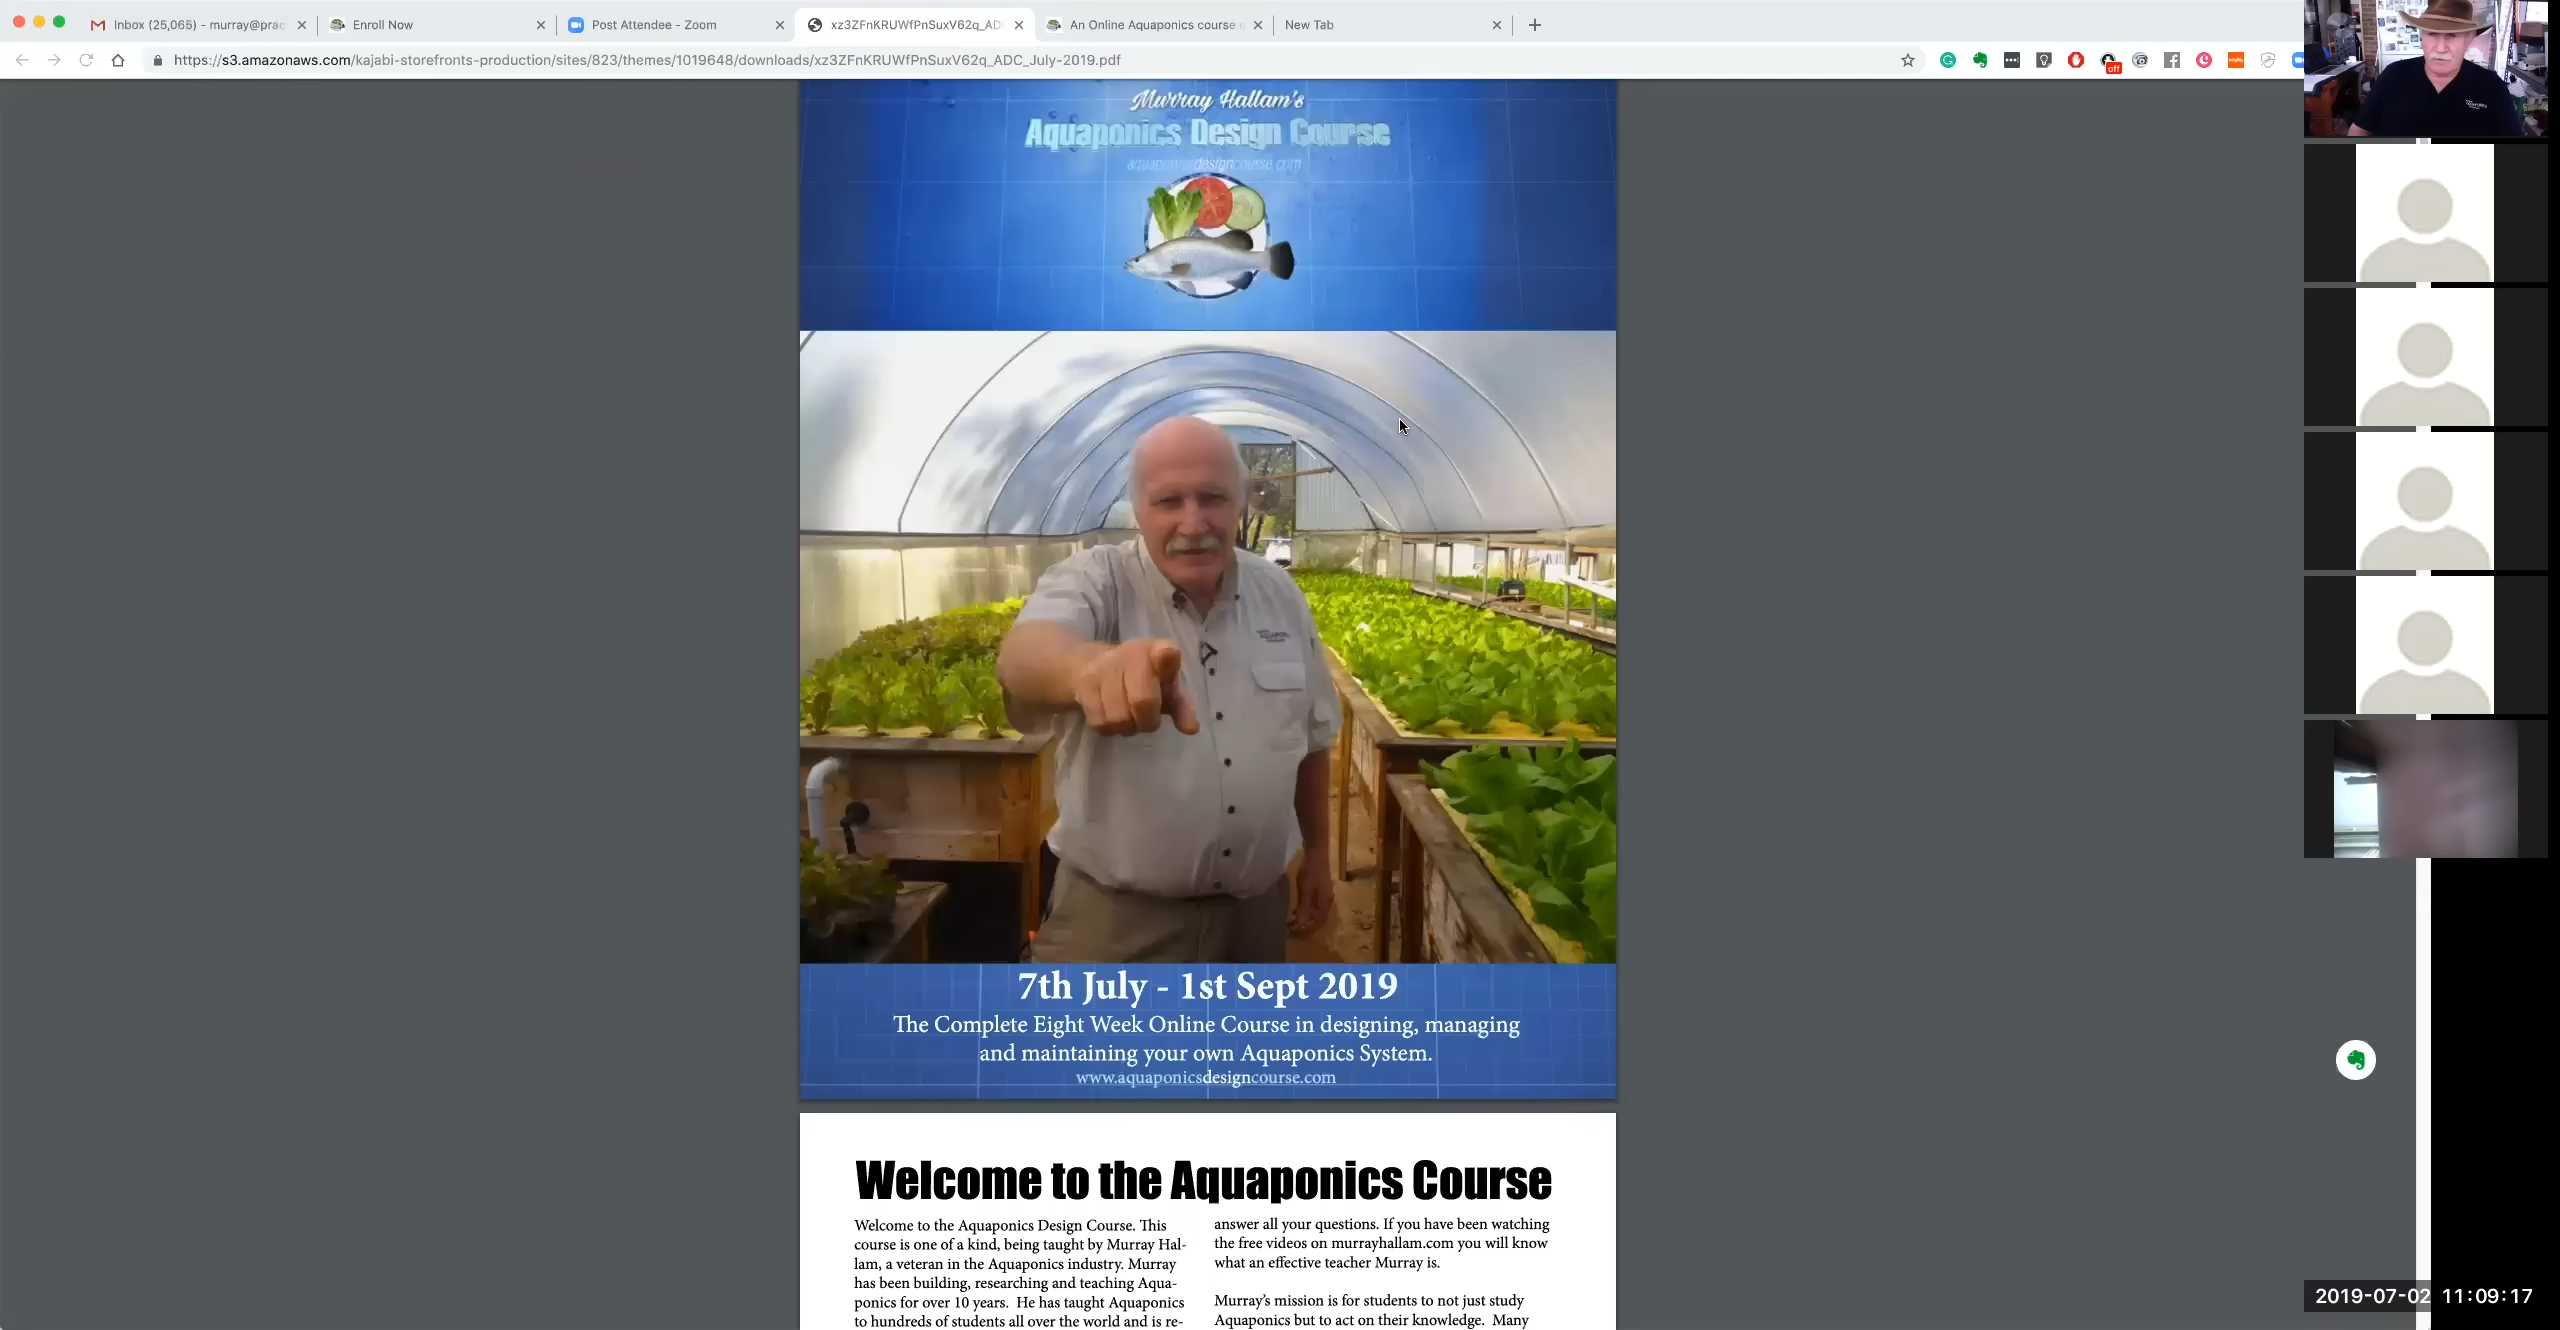 Inbox (25,065) - murray@prac
Enroll Now
Post Attendee - Zoom
xz3ZFnKRUWfPnSuxV62q_AD
An Online Aquaponics course
New Tab
https://s3.amazonaws.com/kajabi-storefronts-production/sites/823/themes/1019648/downloads/xz3ZFnKRUWfPnSuxV62q_ADC_July-2019.pdf
off
Murray Hallam's
Aquaponics Design Course
aquaponicsdesigncourse.com
7th July - 1st Sept 2019
The Complete Eight Week Online Course in designing, managing
and maintaining your own Aquaponics System.
www.aquaponicsdesigncourse.com
Welcome to the Aquaponics Course
Welcome to the Aquaponics Design Course. This
course is one of a kind, being taught by Murray Hal-
lam, a veteran in the Aquaponics industry. Murray
has been building, researching and teaching Aqua-
ponics for over 10 years. He has taught Aquaponics
to hundreds of students all over the world and is re-
answer all your questions. If you have been watching
the free videos on murrayhallam.com you will know
what an effective teacher Murray is.
Murray's mission is for students to not just study
Aquaponics but to act on their knowledge. Many
2019-07-02 11:09:17